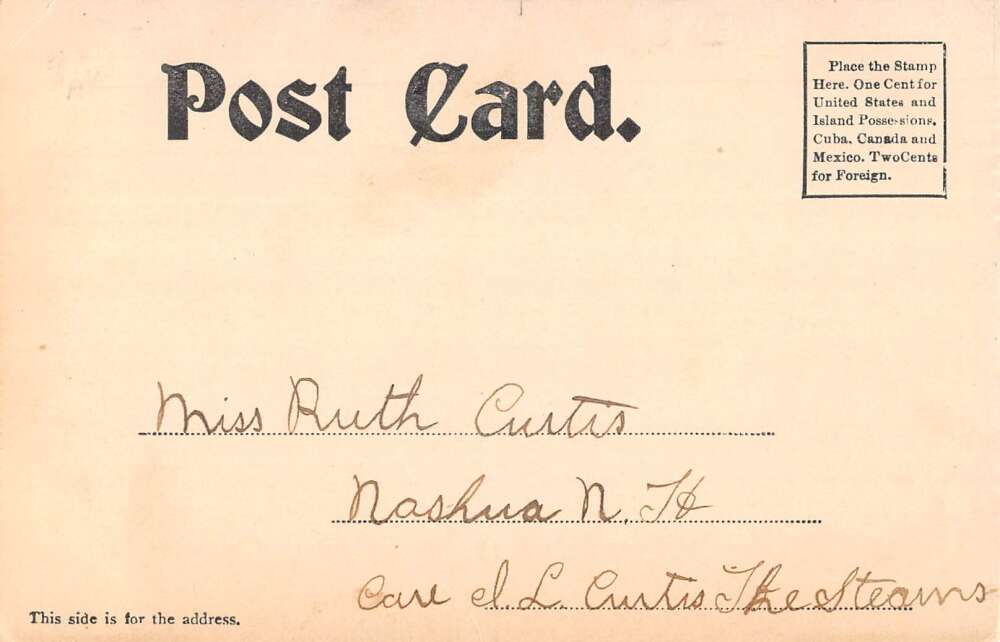 Post Card.
Place the Stamp
Here. One Cent for
United States and
Island Possessions,
Cuba, Canada and
Mexico. Two Cents
for Foreign.
Miss Ruth Curtis
Nashua N. H
Care I. L. Curtis The Stearns
This side is for the address.